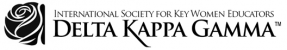 INTERNATIONAL SOCIETY FOR KEY WOMEN EDUCATORS
DELTA KAPPA GAMMA™